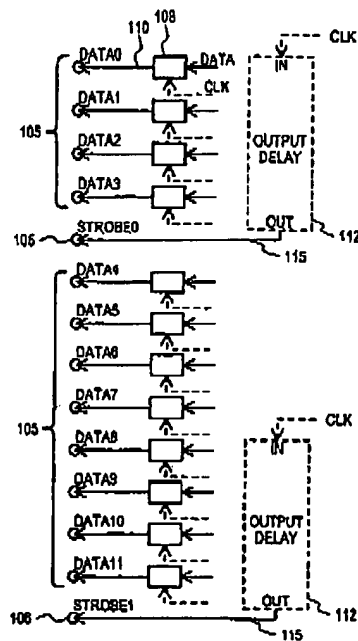 108
110
DATA0
DATA
CLK
CLK
IN
DATA1
105
DATA2
OUTPUT
DELAY
DATA3
OUT
112
106
STROBE0
115
DATA4
DATA5
DATA6
DATA7
CLK
105
DATA8
IN
DATA9
OUTPUT
DELAY
DATA10
DATA11
OUT
112
106
STROBE1
115